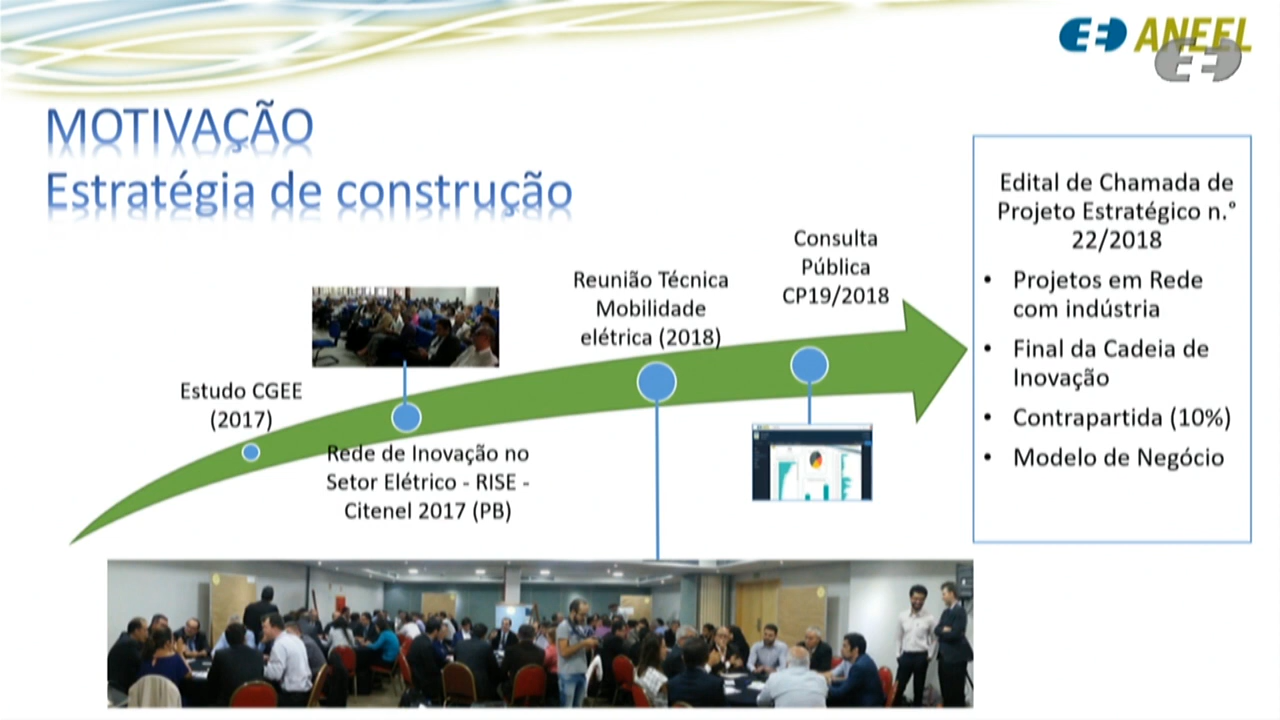 ANEEL
MOTIVAÇÃO
Estratégia de construção
Estudo CGEE
(2017)
Rede de Inovação no
Setor Elétrico - RISE -
Citenel 2017 (PB)
Reunião Técnica
Mobilidade
elétrica (2018)
Consulta
Pública
CP19/2018
Edital de Chamada de
Projeto Estratégico n.°
22/2018
• Projetos em Rede
com indústria
• Final da Cadeia de
Inovação
• Contrapartida (10%)
• Modelo de Negócio